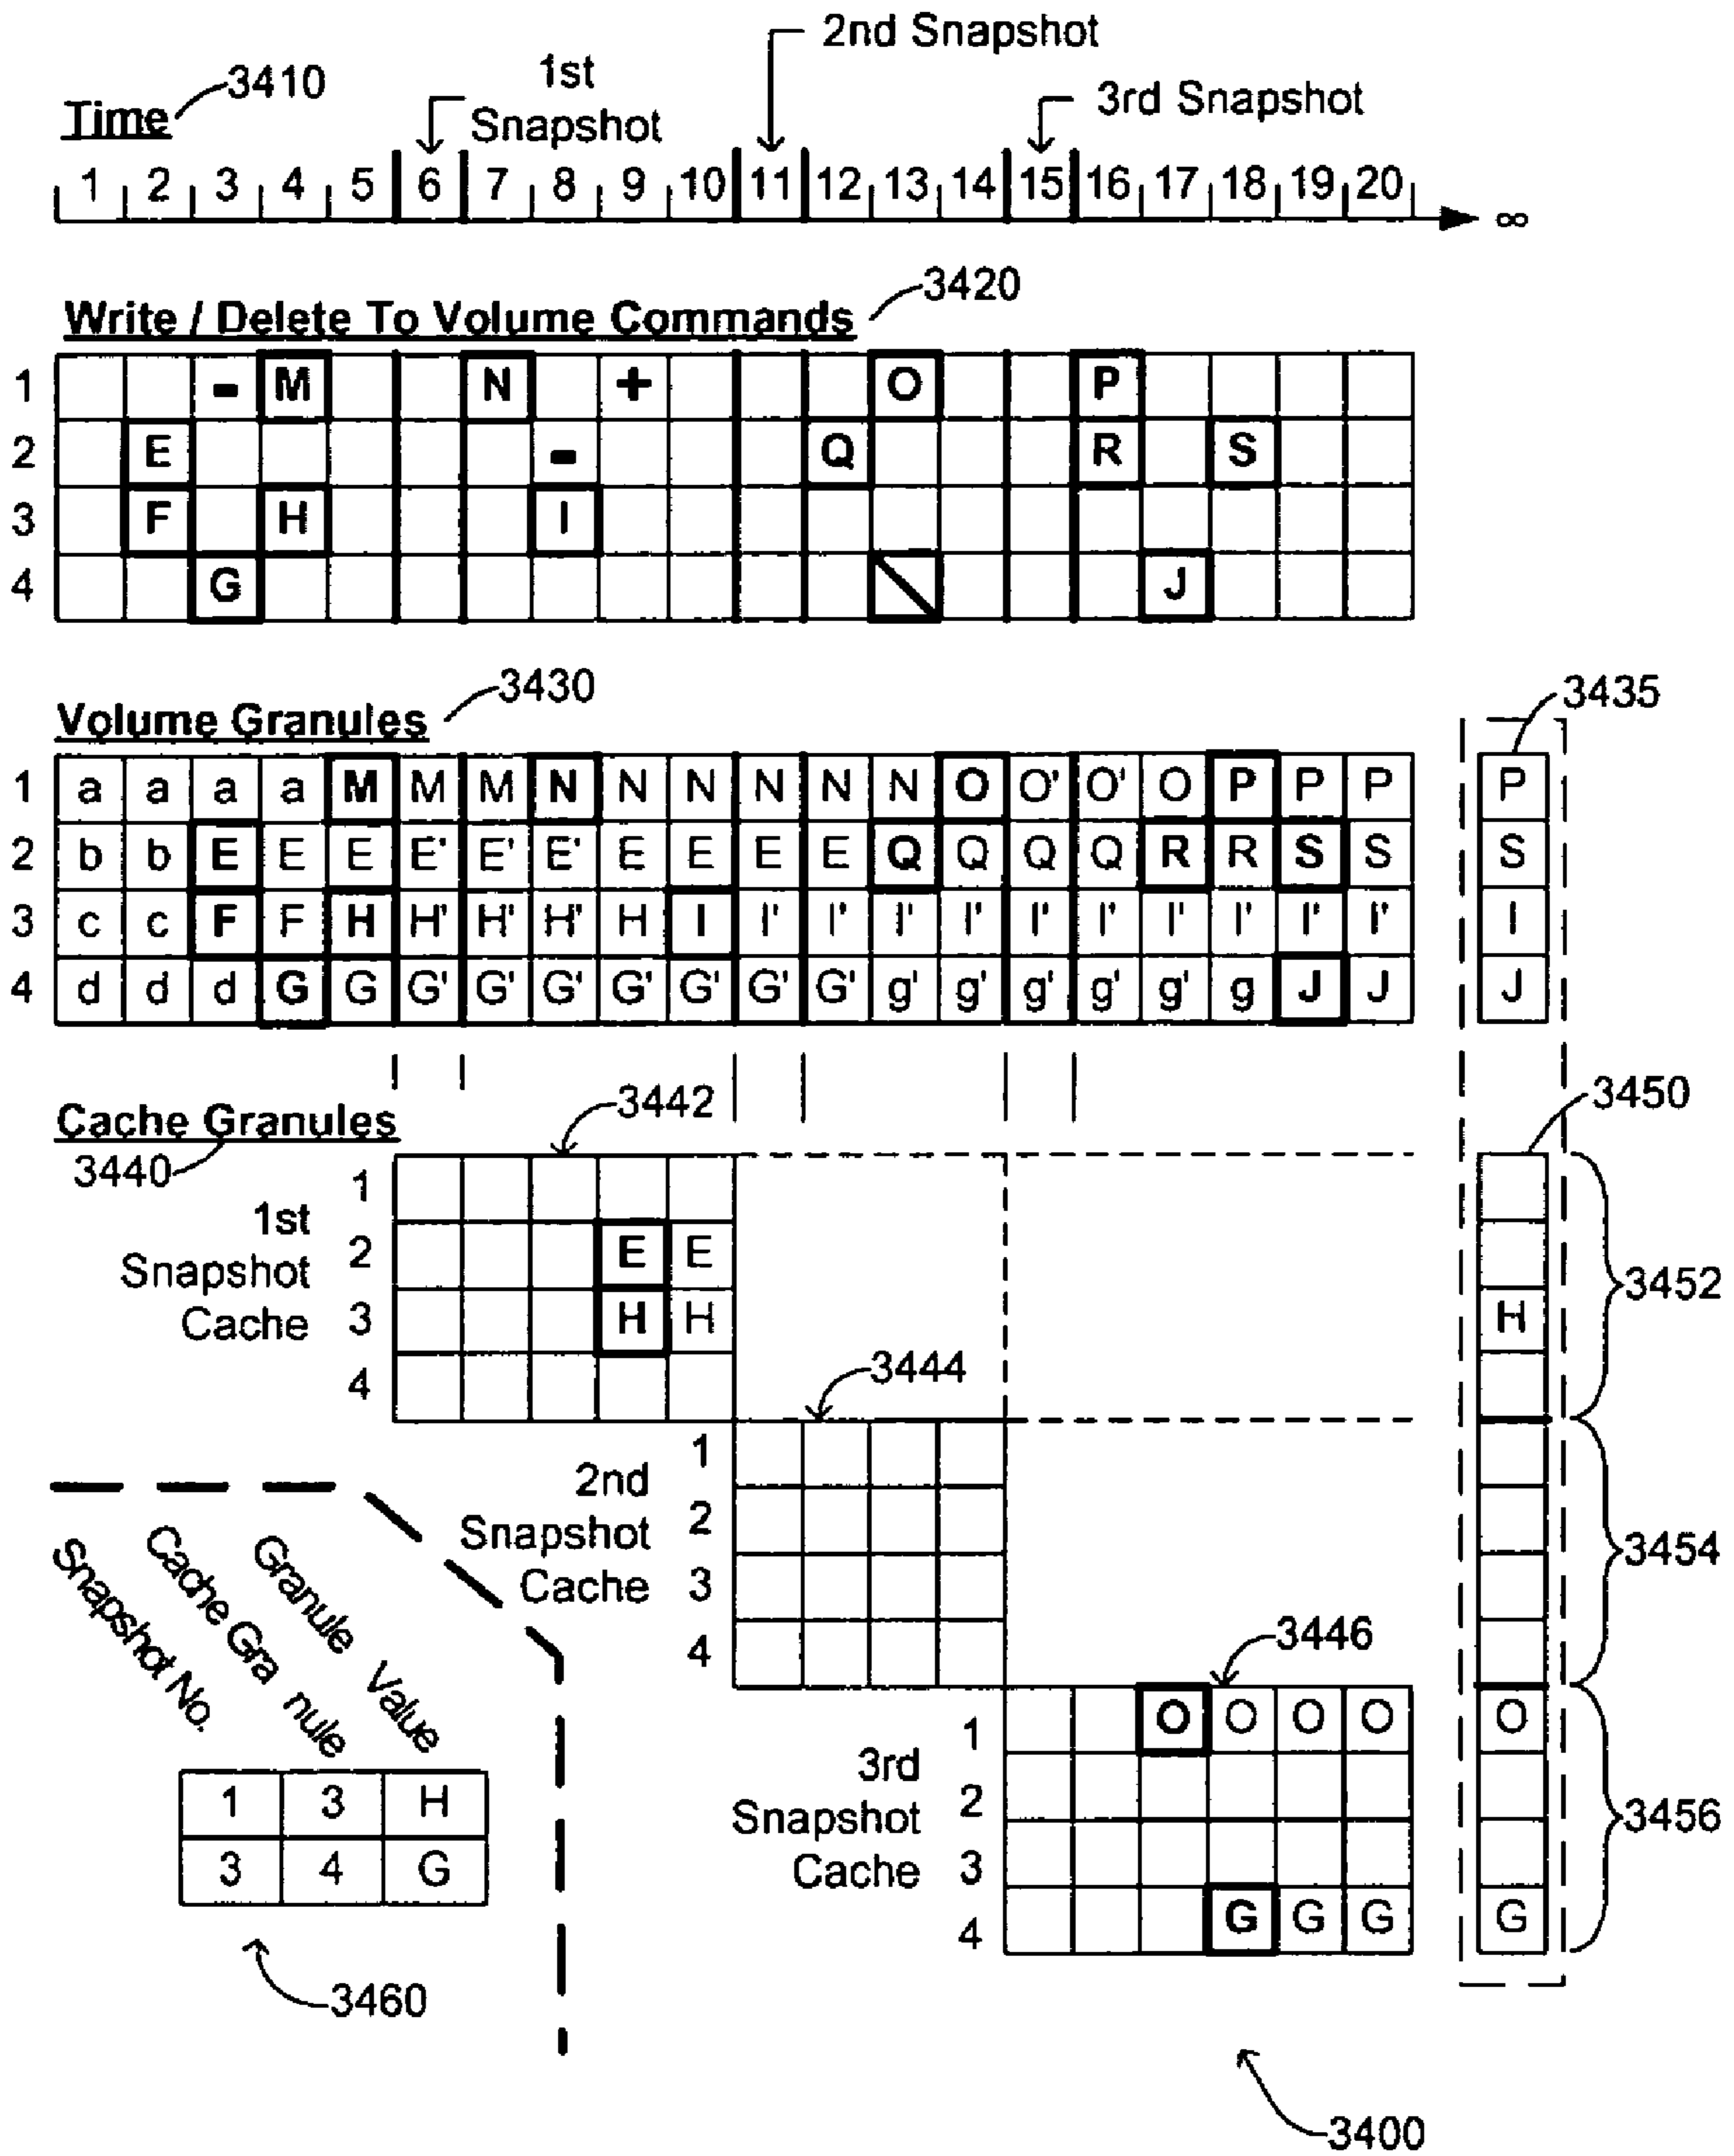 2nd Snapshot
1st
Snapshot
3rd Snapshot
Time 3410
1 2 3 4 5 6 7 8 9 10 11 12 13 14 15 16 17 18 19 20 ∞
Write / Delete To Volume Commands 3420
1 - M N + O P
2 E - Q R S
3 F H I
4 G J
Volume Granules 3430
3435
1 a a a a M M M N N N N N N O O' O' O P P P P
2 b b E E E E' E' E' E E E E Q Q Q Q R R S S S
3 c c F F H H' H' H' H I I' I' I' I' I' I' I' I' I' I' I
4 d d d G G G' G' G' G' G' G' G' g' g' g' g' g' g J J J
Cache Granules
3440
3442
3450
1st
Snapshot
Cache
1
2 E E
3 H H H
4
3452
3444
2nd
Snapshot
Cache
1
2
3
4
3454
3446
3rd
Snapshot
Cache
1 O O O O O
2
3
4 G G G G
3456
Snapshot No.
Cache Gra nule
Granule Value
1 3 H
3 4 G
3460
3400